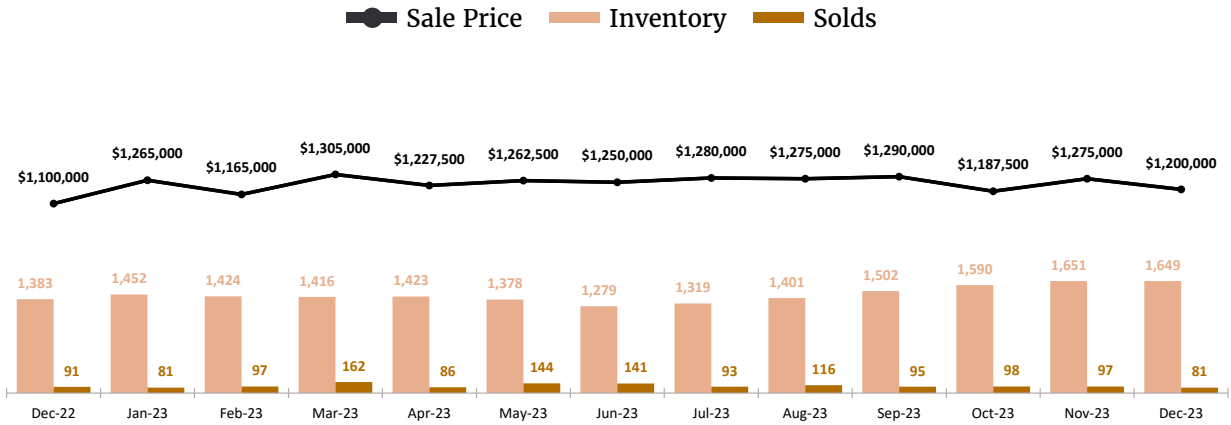 Sale Price Inventory Solds
$1,100,000 $1,265,000 $1,165,000 $1,305,000 $1,227,500 $1,262,500 $1,250,000 $1,280,000 $1,275,000 $1,290,000 $1,187,500 $1,275,000 $1,200,000
1,383 1,452 1,424 1,416 1,423 1,378 1,279 1,319 1,401 1,502 1,590 1,651 1,649
91 81 97 162 86 144 141 93 116 95 98 97 81
Dec-22 Jan-23 Feb-23 Mar-23 Apr-23 May-23 Jun-23 Jul-23 Aug-23 Sep-23 Oct-23 Nov-23 Dec-23